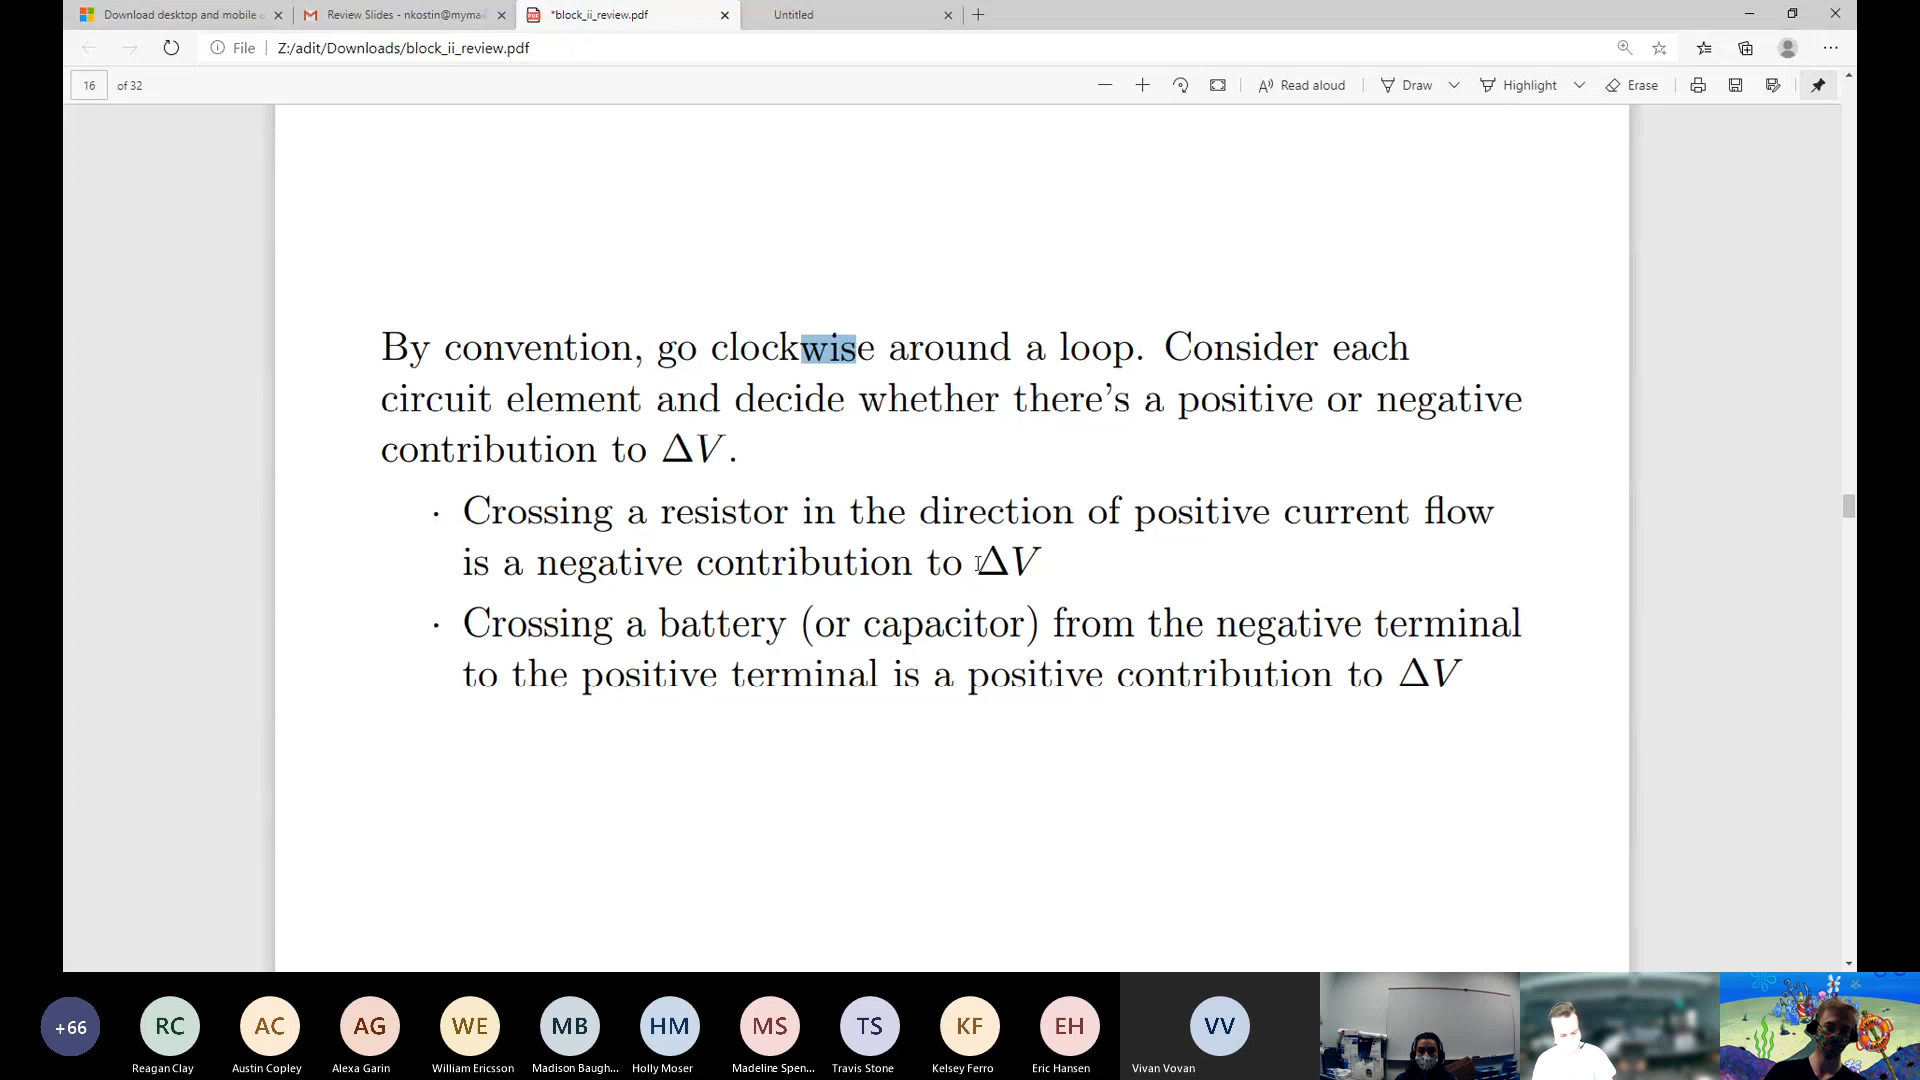 Download desktop and mobile
Review Slides - nkostin@mymai
*block_ii_review.pdf
Untitled
File
Z:/adit/Downloads/block_ii_review.pdf
16
of 32
Read aloud
Draw
Highlight
Erase
By convention, go clockwise around a loop. Consider each
circuit element and decide whether there's a positive or negative
contribution to ΔV.
· Crossing a resistor in the direction of positive current flow
is a negative contribution to ΔV
· Crossing a battery (or capacitor) from the negative terminal
to the positive terminal is a positive contribution to ΔV
+66
RC
AC
AG
WE
MB
HM
MS
TS
KF
EH
VV
Reagan Clay
Austin Copley
Alexa Garin
William Ericsson
Madison Baugh...
Holly Moser
Madeline Spen...
Travis Stone
Kelsey Ferro
Eric Hansen
Vivan Vovan